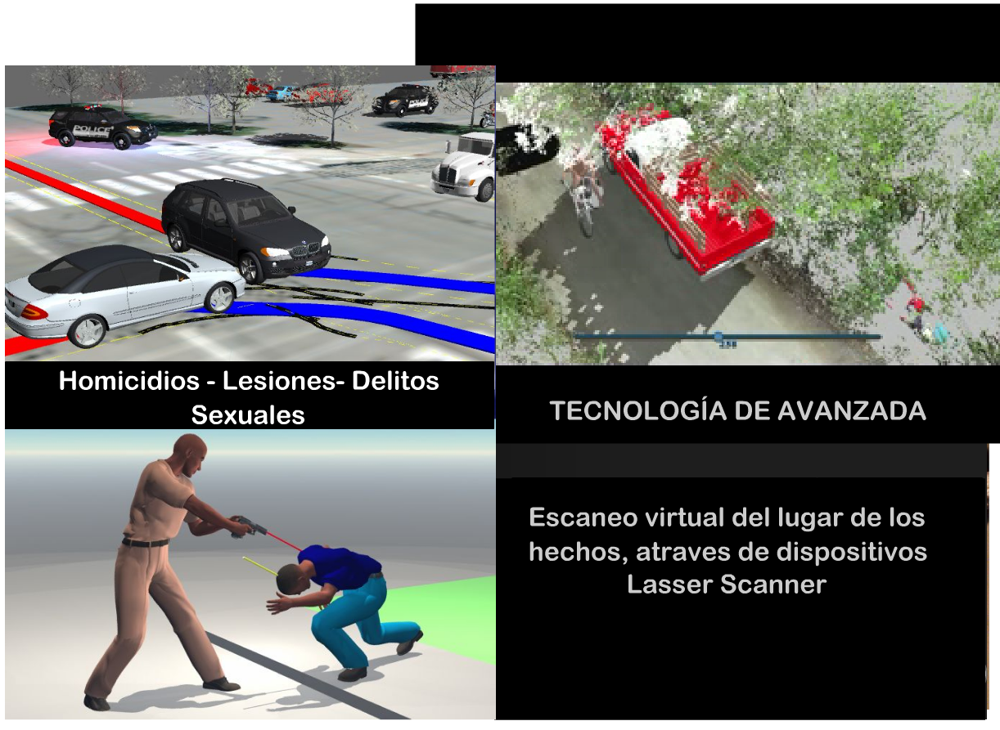 POLICE
Homicidios - Lesiones- Delitos
Sexuales
TECNOLOGÍA DE AVANZADA
Escaneo virtual del lugar de los
hechos, atraves de dispositivos
Lasser Scanner